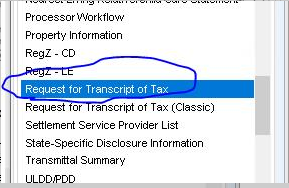 Processor Workflow
Property Information
RegZ - CD
RegZ - LE
Request for Transcript of Tax
Request for Transcript of Tax (Classic)
Settlement Service Provider List
State-Specific Disclosure Information
Transmittal Summary
ULDD/PDD